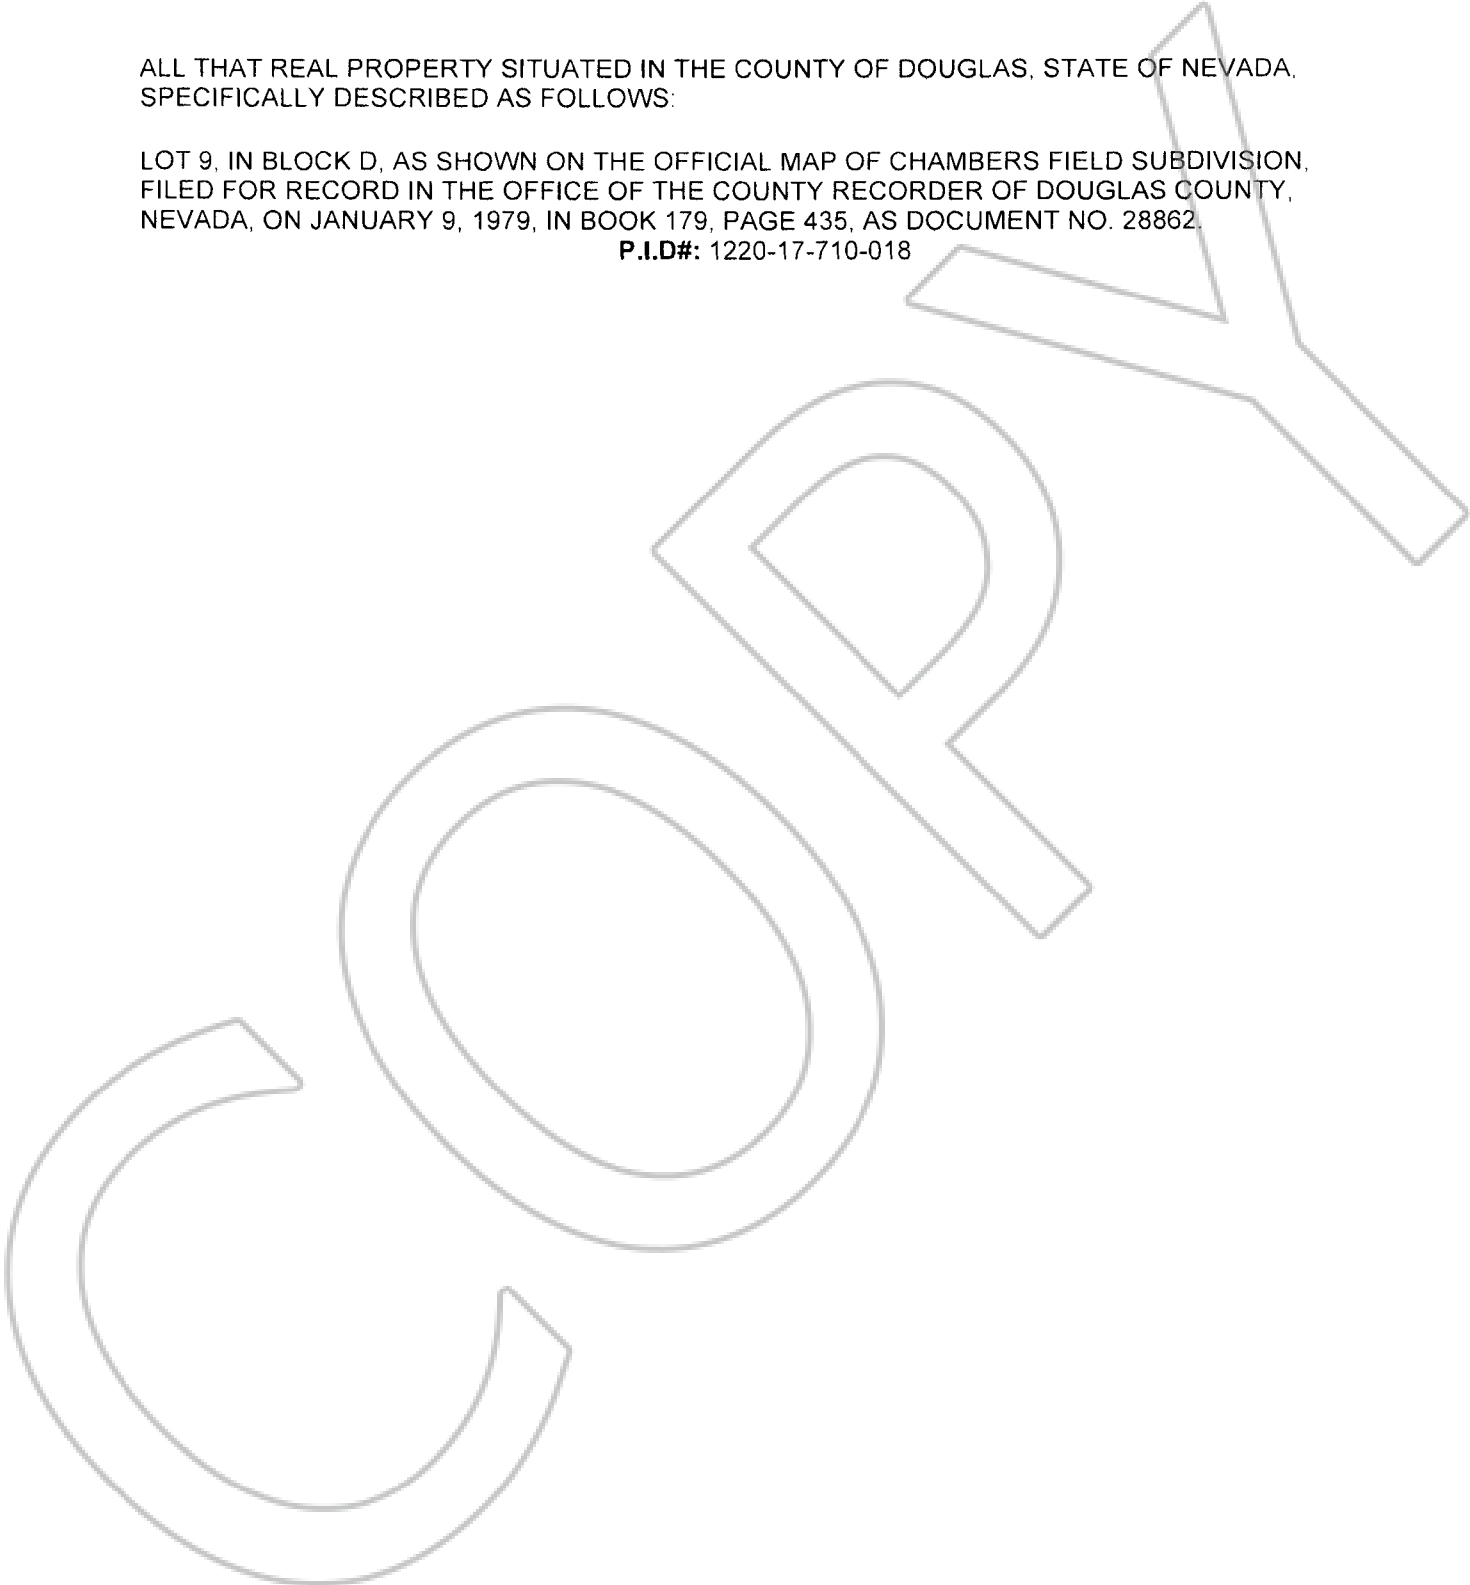 ALL THAT REAL PROPERTY SITUATED IN THE COUNTY OF DOUGLAS, STATE OF NEVADA,
SPECIFICALLY DESCRIBED AS FOLLOWS:
LOT 9, IN BLOCK D, AS SHOWN ON THE OFFICIAL MAP OF CHAMBERS FIELD SUBDIVISION,
FILED FOR RECORD IN THE OFFICE OF THE COUNTY RECORDER OF DOUGLAS COUNTY,
NEVADA, ON JANUARY 9, 1979, IN BOOK 179, PAGE 435, AS DOCUMENT NO. 28862.
P.I.D#: 1220-17-710-018
COPY